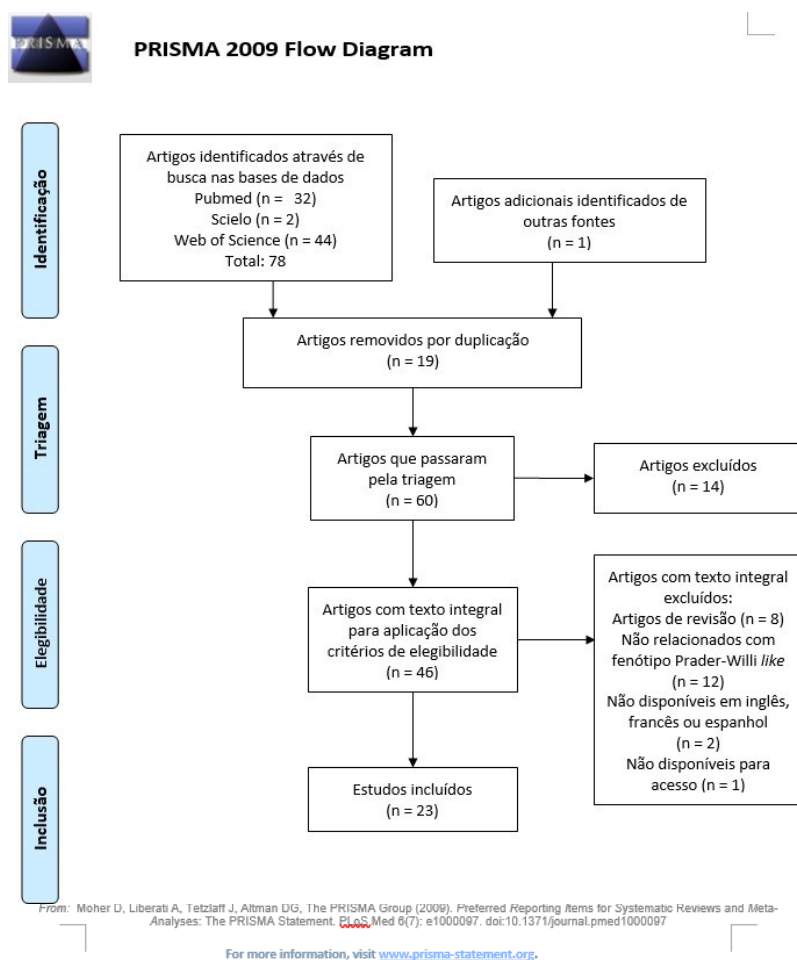 PRISMA
PRISMA 2009 Flow Diagram
Identificação
Artigos identificados através de
busca nas bases de dados
Pubmed (n = 32)
Scielo (n = 2)
Web of Science (n = 44)
Total: 78
Artigos adicionais identificados de
outras fontes
(n = 1)
Artigos removidos por duplicação
(n = 19)
Triagem
Artigos que passaram
pela triagem
(n = 60)
Artigos excluídos
(n = 14)
Elegibilidade
Artigos com texto integral
para aplicação dos
critérios de elegibilidade
(n = 46)
Artigos com texto integral
excluídos:
Artigos de revisão (n = 8)
Não relacionados com
fenótipo Prader-Willi like
(n = 12)
Não disponíveis em inglês,
francês ou espanhol
(n = 2)
Não disponíveis para
acesso (n = 1)
Inclusão
Estudos incluídos
(n = 23)
From: Moher D, Liberati A, Tetzlaff J, Altman DG, The PRISMA Group (2009). Preferred Reporting Items for Systematic Reviews and Meta-
Analyses: The PRISMA Statement. PLoS Med 6(7): e1000097. doi:10.1371/journal.pmed1000097
For more information, visit www.prisma-statement.org.